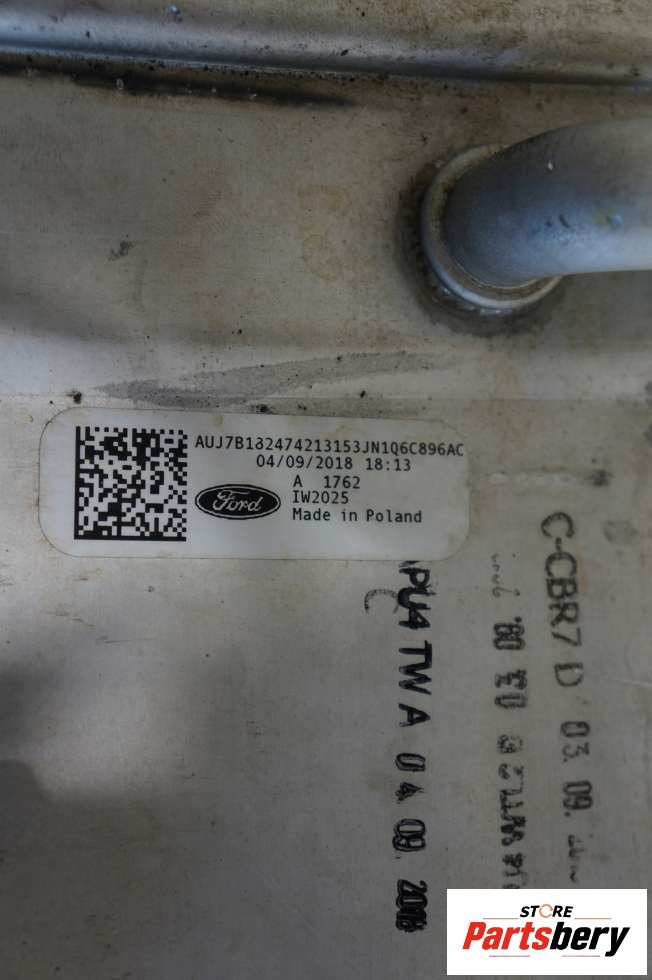 AUJ7B182474213153JN1Q6C896AC
04/09/2018 18:13
A 1762
IW2025
Made in Poland
Ford
C-CBR7 D 03 09.
PU4 TW A 04 09. 2018
STORE
Partsbery